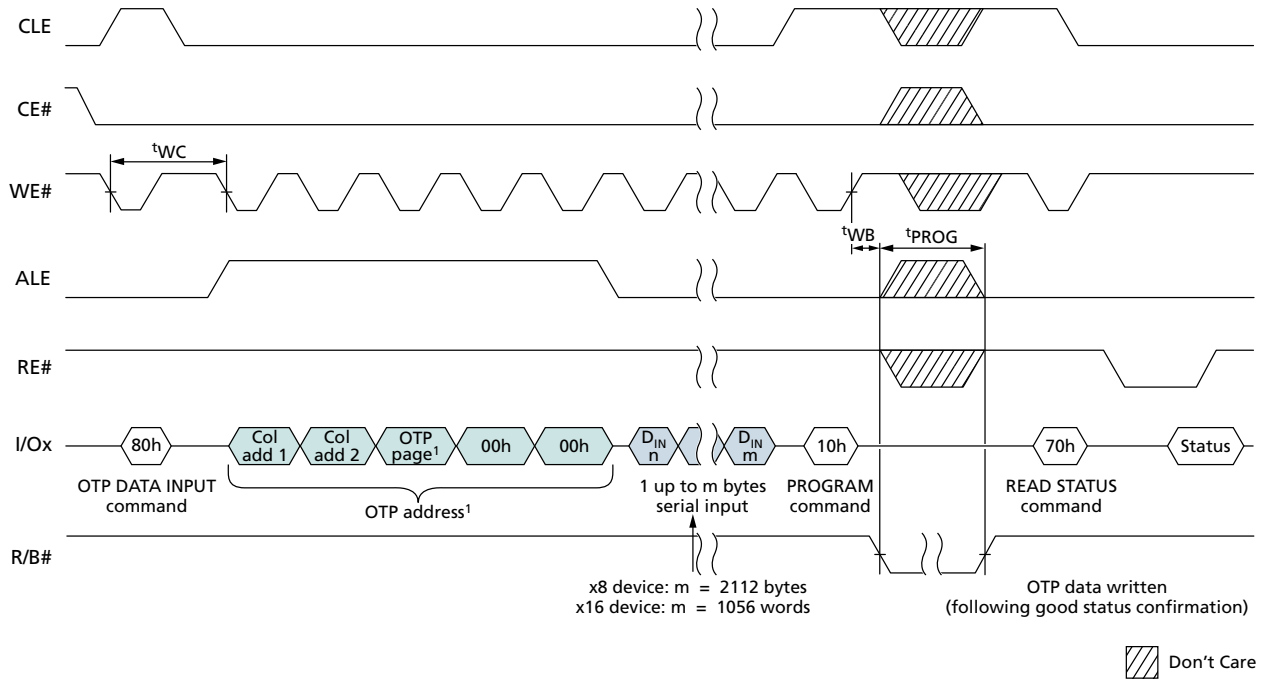 CLE
CE#
tWC
WE#
tWB
tPROG
ALE
RE#
I/Ox
80h
Col
add 1
Col
add 2
OTP
page1
00h
00h
DIN
n
DIN
m
10h
70h
Status
OTP DATA INPUT
command
OTP address1
1 up to m bytes
serial input
PROGRAM
command
READ STATUS
command
R/B#
x8 device: m = 2112 bytes
x16 device: m = 1056 words
OTP data written
(following good status confirmation)
Don't Care